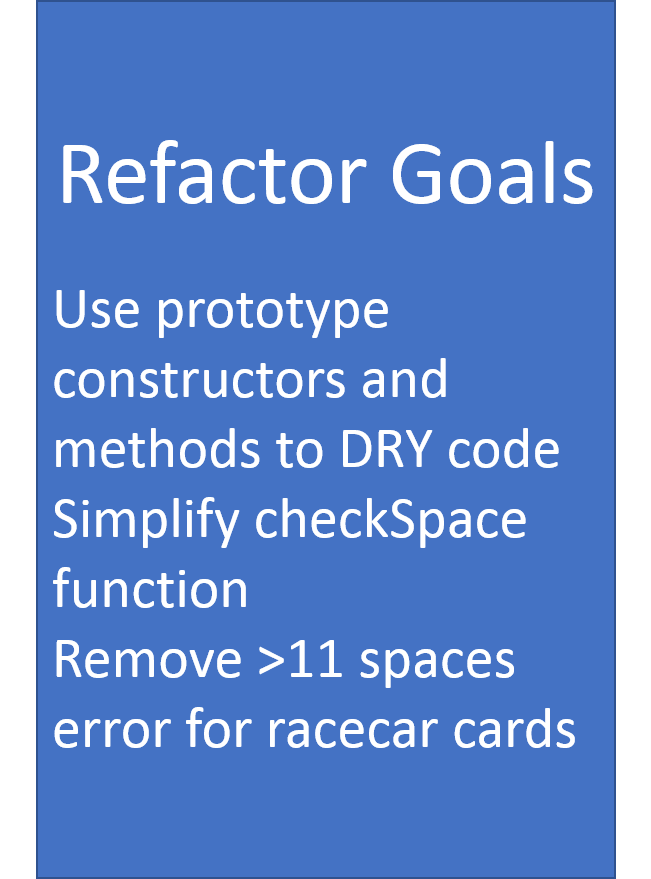 Refactor Goals
Use prototype
constructors and
methods to DRY code
Simplify checkSpace
function
Remove >11 spaces
error for racecar cards